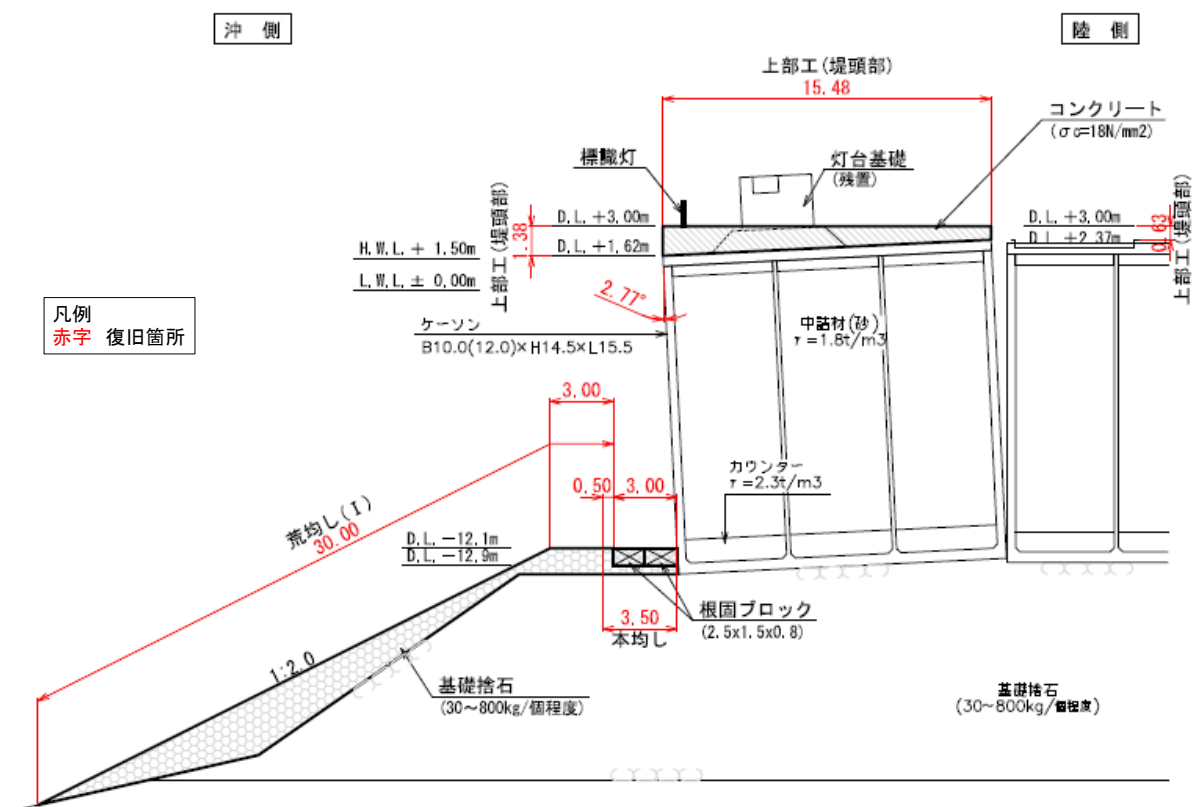 沖 側
陸 側
上部工(堤頭部)
15.48
コンクリート
(σc=18N/mm2)
標識灯
灯台基礎
(残置)
上部工(堤頭部)
1.38
D.L. +3.00m
D.L. +1.62m
H.W.L. + 1.50m
L.W.L. ± 0.00m
D.L. +3.00m
D.L. +2.37m
0.63
上部工(堤頭部)
凡例
赤字 復旧箇所
2.77°
ケーソン
B10.0(12.0)×H14.5×L15.5
中詰材(砂)
γ=1.8t/m3
3.00
カウンター
γ=2.3t/m3
0.50
3.00
荒均し(I)
30.00
D.L. -12.1m
D.L. -12.9m
3.50
本均し
根固ブロック
(2.5x1.5x0.8)
1:2.0
基礎捨石
(30~800kg/個程度)
基礎捨石
(30~800kg/個程度)